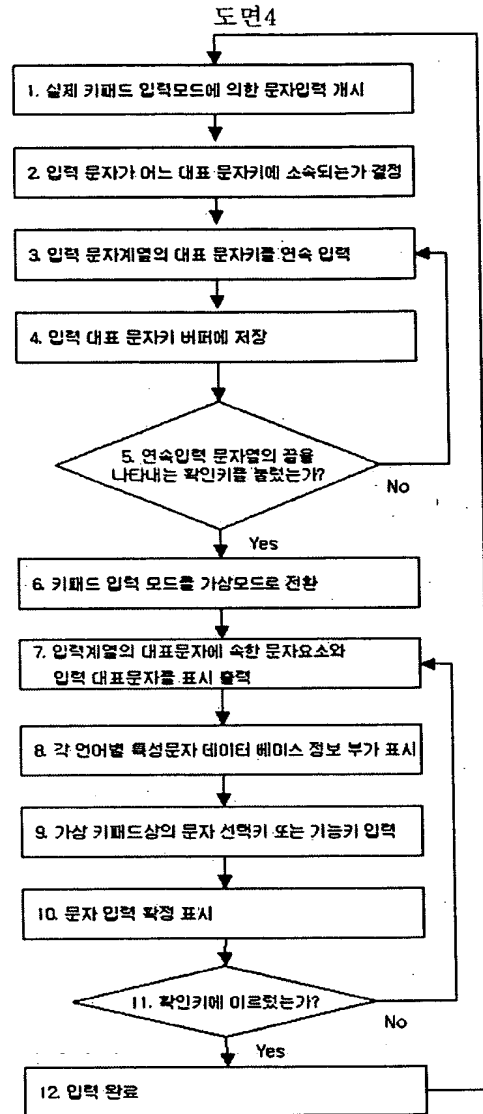 도면4
1. 실제 키패드 입력모드에 의한 문자입력 개시
2. 입력 문자가 어느 대표 문자키에 소속되는가 결정
3. 입력 문자계열의 대표 문자키를 연속 입력
4. 입력 대표 문자키 버퍼에 저장
5. 연속입력 문자열의 끝을
나타내는 확인키를 눌렀는가?
No
Yes
6. 키패드 입력 모드를 가상모드로 전환
7. 입력계열의 대표문자에 속한 문자요소와
입력 대표문자를 표시 출력
8. 각 언어별 특성문자 데이터 베이스 정보 부가 표시
9. 가상 키패드상의 문자 선택키 또는 기능키 입력
10. 문자 입력 확정 표시
11. 확인키에 이르렀는가?
No
Yes
12. 입력 완료